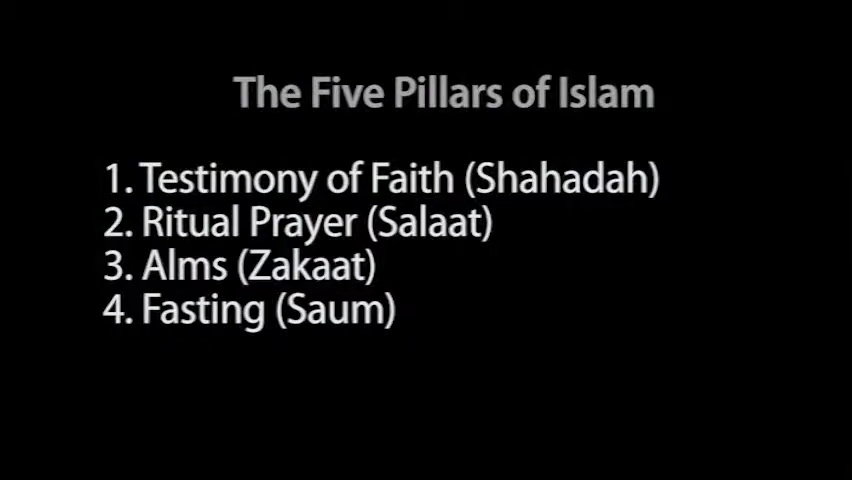 The Five Pillars of Islam
1. Testimony of Faith (Shahadah)
2. Ritual Prayer (Salaat)
3. Alms (Zakaat)
4. Fasting (Saum)